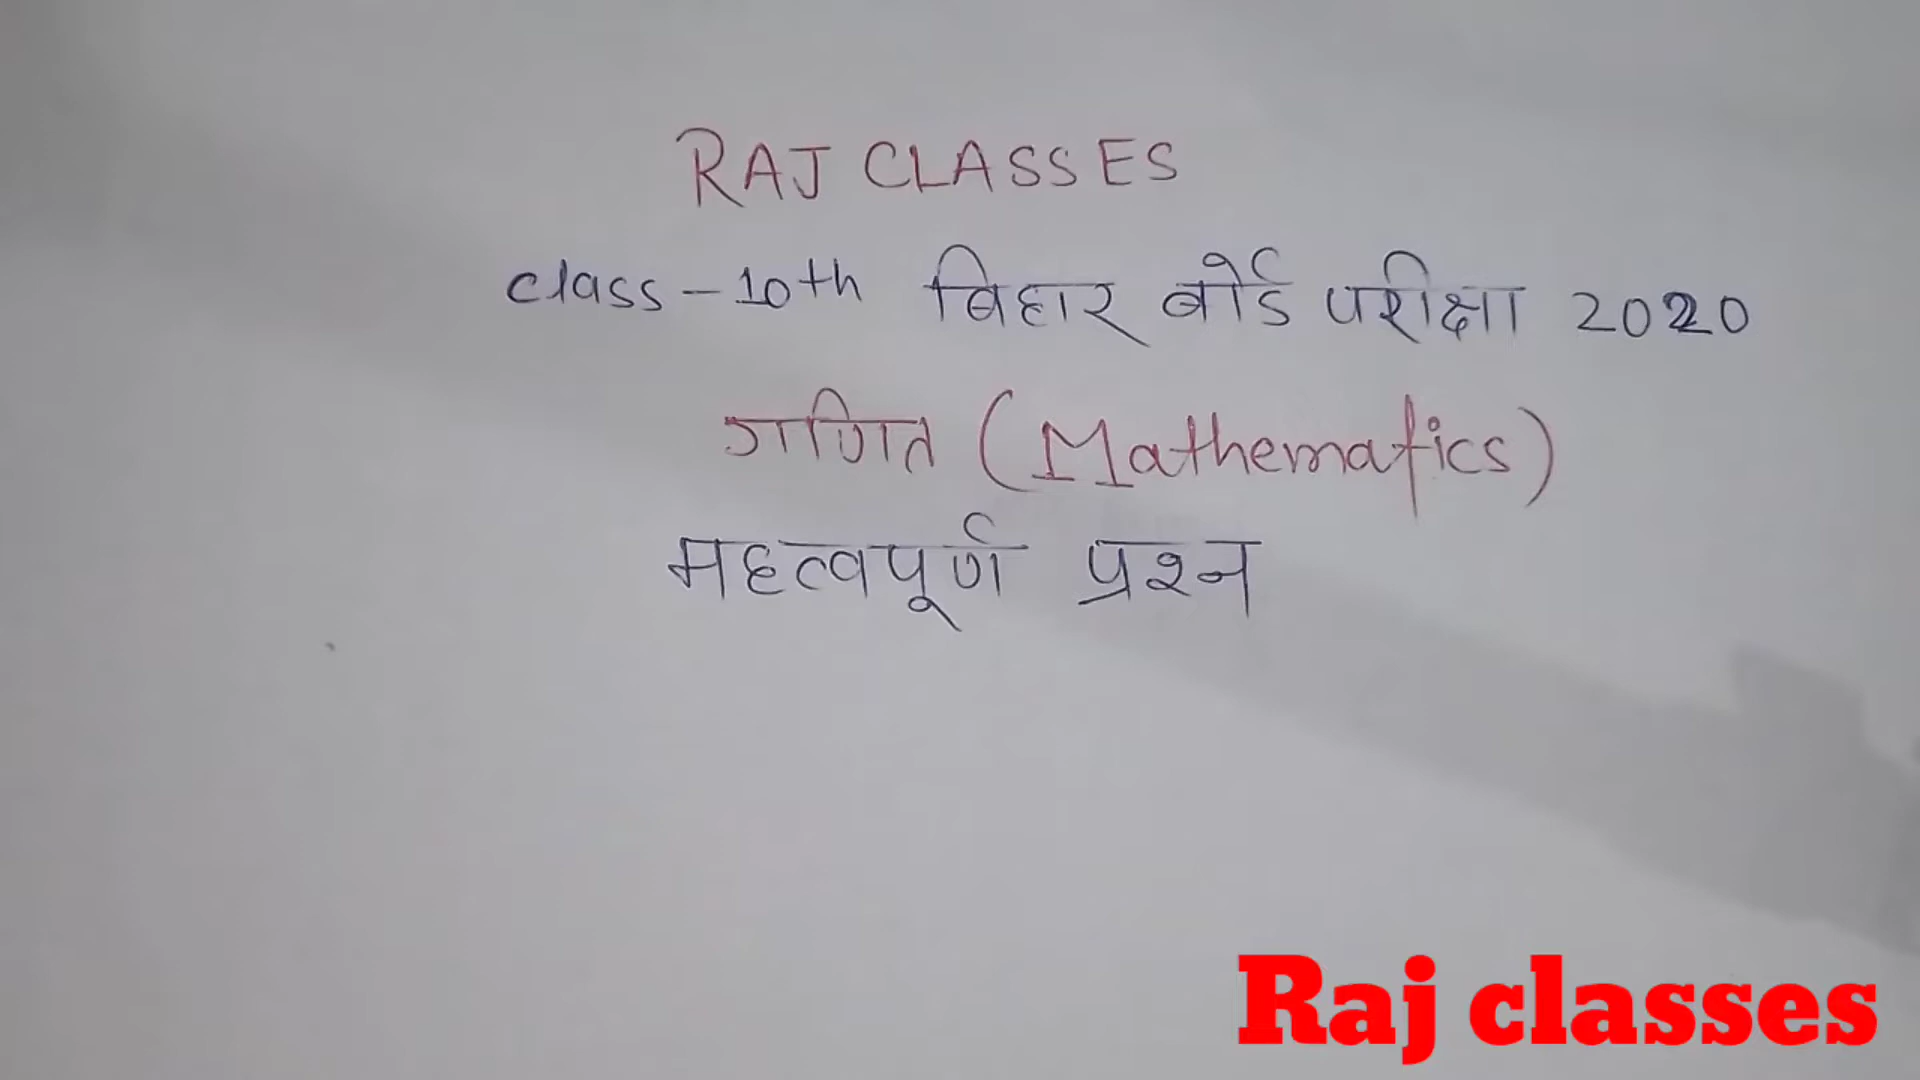 RAJ CLASSES
class - 10th बिहार बोर्ड परीक्षा 2020
गणित (Mathematics)
महत्वपूर्ण प्रश्न
Raj classes